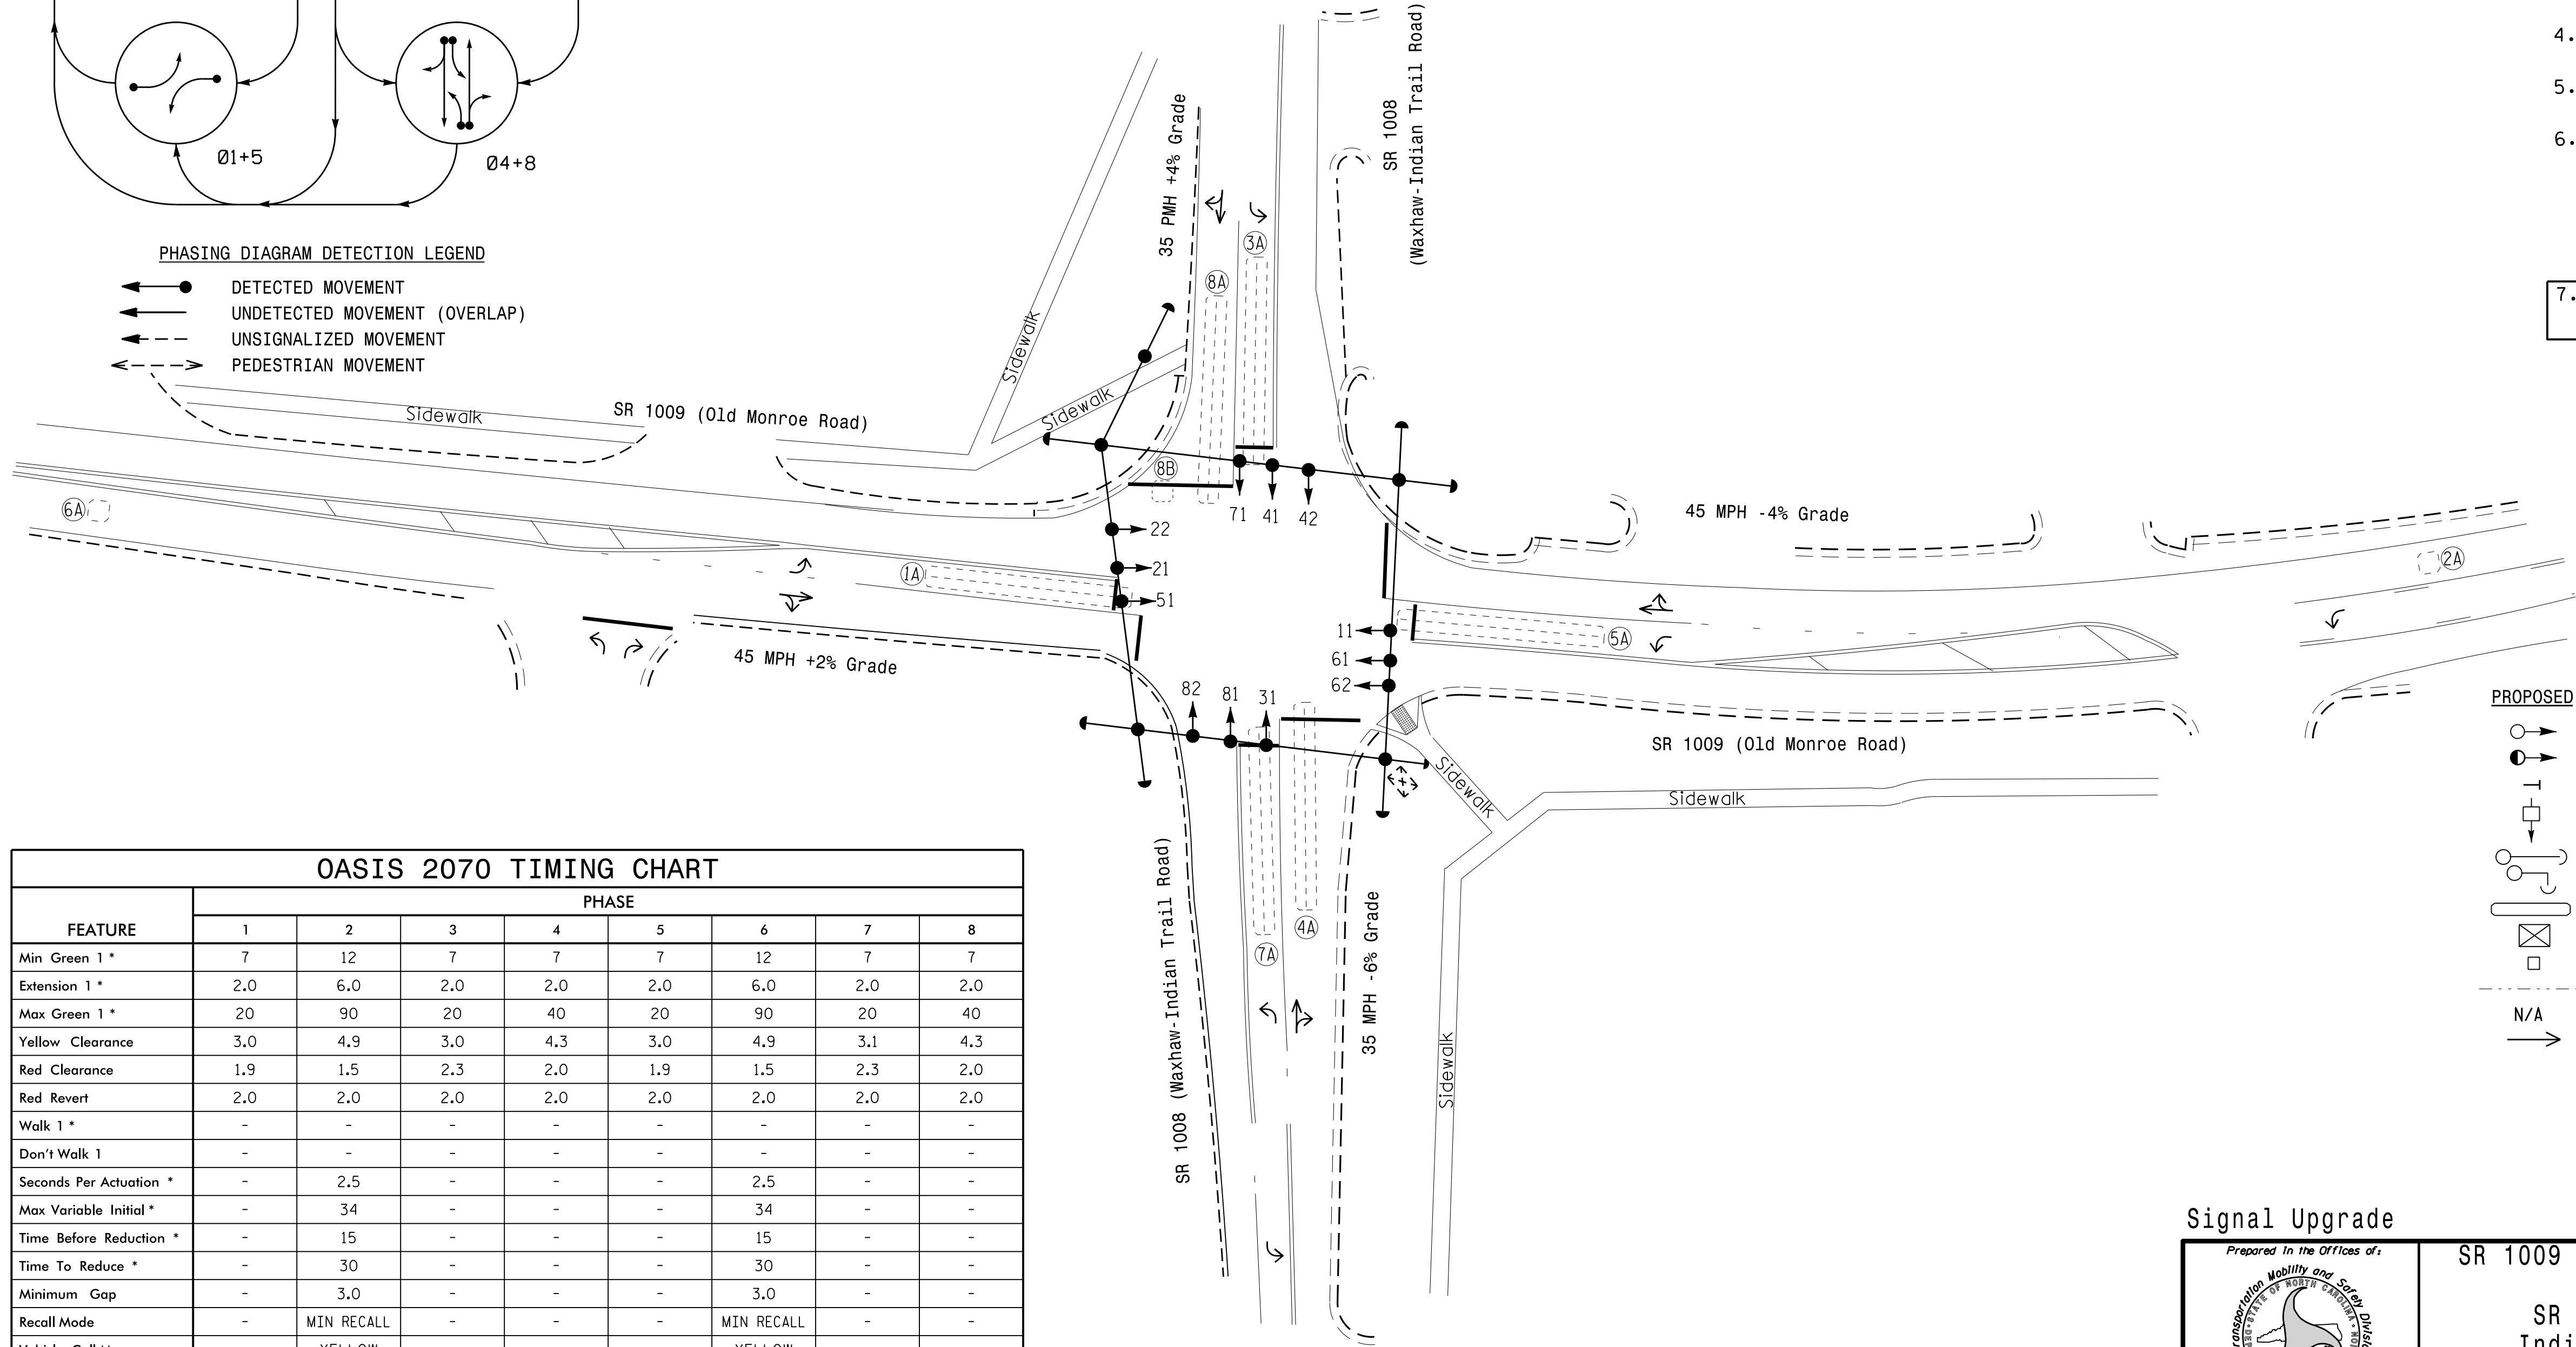 Ø1+5
Ø4+8
PHASING DIAGRAM DETECTION LEGEND
DETECTED MOVEMENT
UNDETECTED MOVEMENT (OVERLAP)
UNSIGNALIZED MOVEMENT
PEDESTRIAN MOVEMENT
4.
5.
6.
7.
35 PMH +4% Grade
SR 1008
(Waxhaw-Indian Trail Road)
3A
8A
Sidewalk
Sidewalk
Sidewalk
SR 1009 (Old Monroe Road)
8B
6A
71 41 42
22
21
51
1A
45 MPH -4% Grade
2A
11
61
62
5A
45 MPH +2% Grade
82 81 31
SR 1009 (Old Monroe Road)
Sidewalk
Sidewalk
PROPOSED
N/A
4A
7A
SR 1008 (Waxhaw-Indian Trail Road)
35 MPH -6% Grade
Sidewalk
OASIS 2070 TIMING CHART
FEATURE PHASE
1 2 3 4 5 6 7 8
Min Green 1 * 7 12 7 7 7 12 7 7
Extension 1 * 2.0 6.0 2.0 2.0 2.0 6.0 2.0 2.0
Max Green 1 * 20 90 20 40 20 90 20 40
Yellow Clearance 3.0 4.9 3.0 4.3 3.0 4.9 3.1 4.3
Red Clearance 1.9 1.5 2.3 2.0 1.9 1.5 2.3 2.0
Red Revert 2.0 2.0 2.0 2.0 2.0 2.0 2.0 2.0
Walk 1 * - - - - - - - -
Don't Walk 1 - - - - - - - -
Seconds Per Actuation * - 2.5 - - - 2.5 - -
Max Variable Initial * - 34 - - - 34 - -
Time Before Reduction * - 15 - - - 15 - -
Time To Reduce * - 30 - - - 30 - -
Minimum Gap - 3.0 - - - 3.0 - -
Recall Mode - MIN RECALL - - - MIN RECALL - -
YELLOW YELLOW
Signal Upgrade
Prepared in the Offices of:
Mobility and Safety
STATE OF NORTH CAROLINA
SR 1009
SR